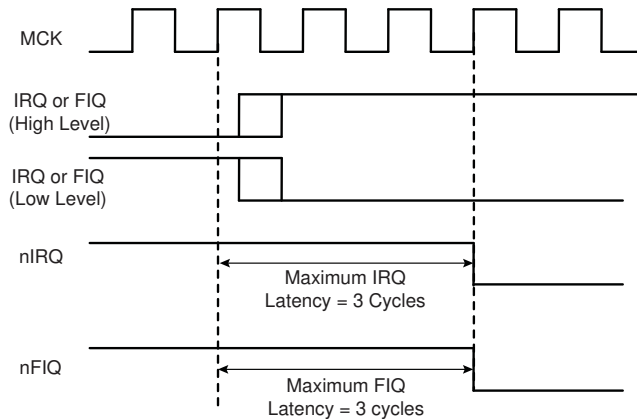 MCK
IRQ or FIQ
(High Level)
IRQ or FIQ
(Low Level)
nIRQ
Maximum IRQ
Latency = 3 Cycles
nFIQ
Maximum FIQ
Latency = 3 cycles